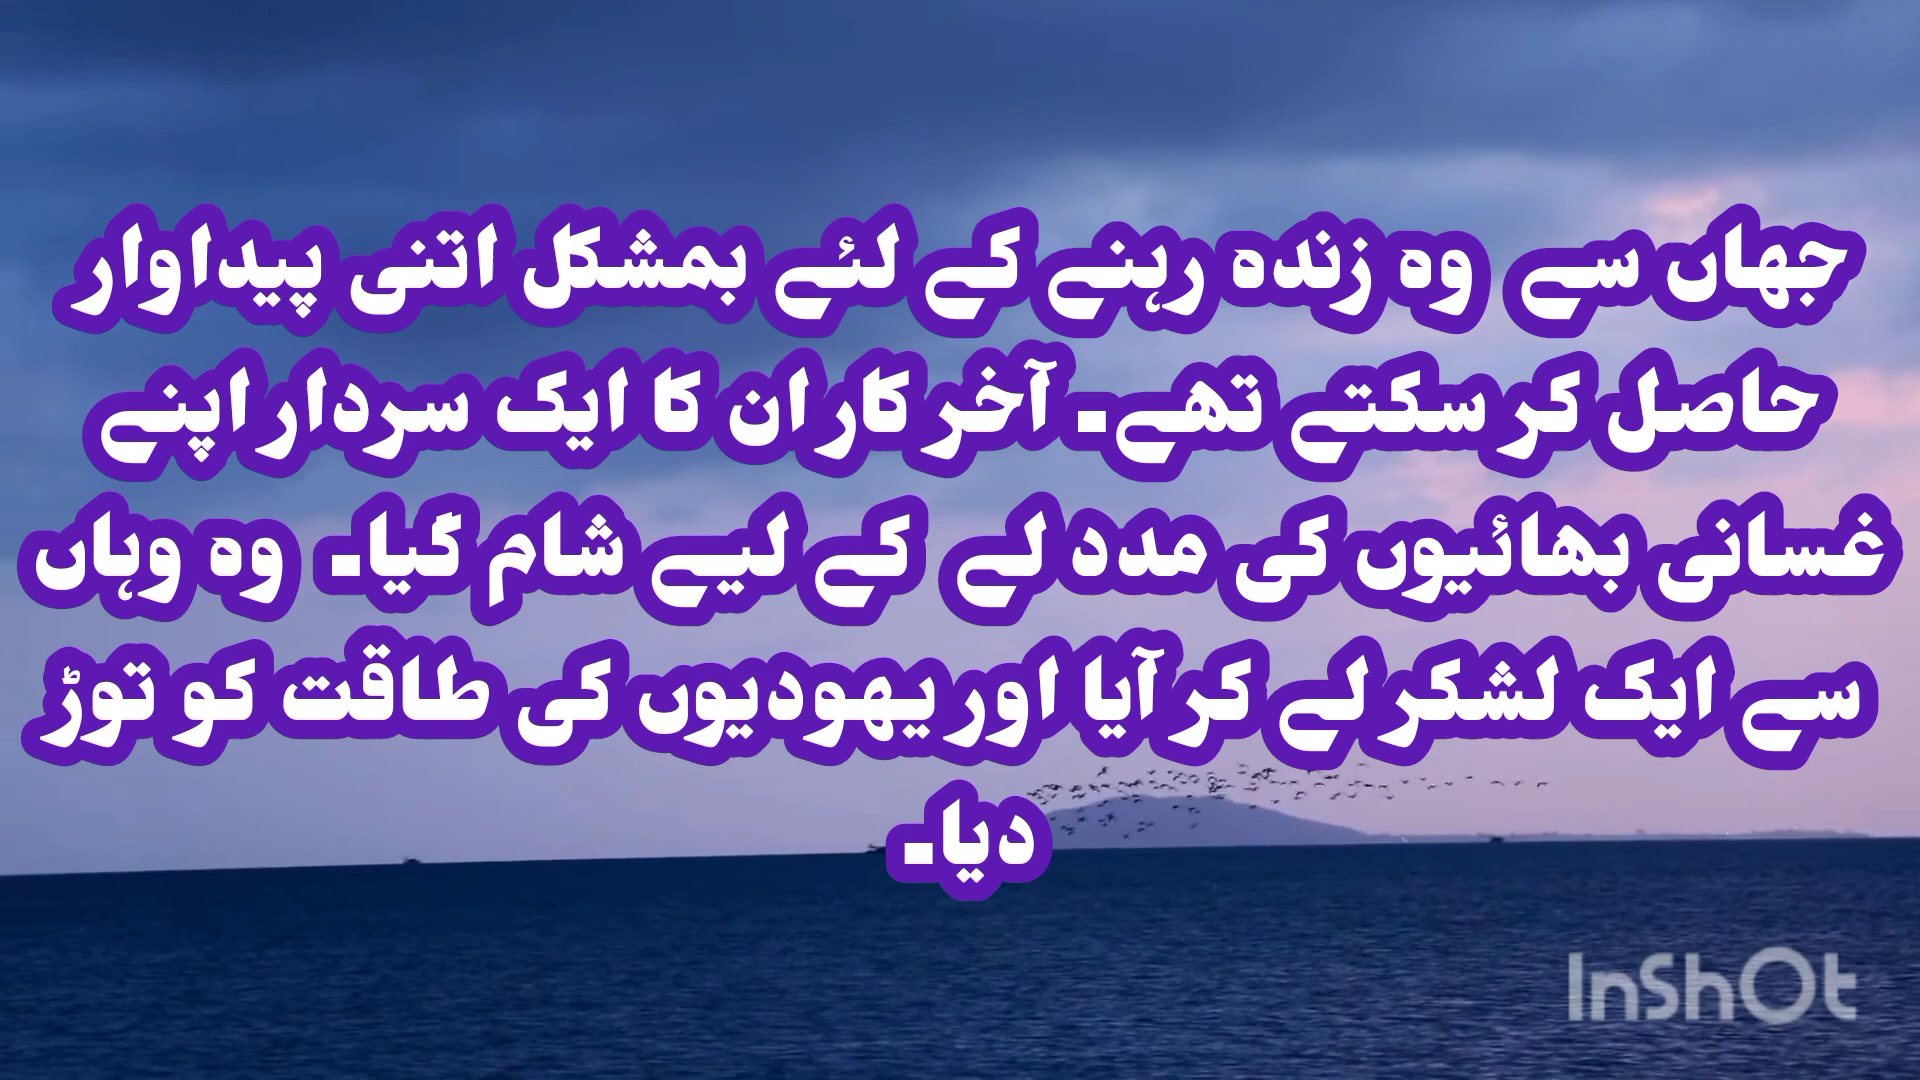 جھاں سے وہ زندہ رہنے کے لئے بمشکل اتنی پیداوار
حاصل کر سکتے تھے۔ آخر کار ان کا ایک سردار اپنے
غسانی بھائیوں کی مدد لے کے لیے شام گیا۔ وہ وہاں
سے ایک لشکر لے کر آیا اور یھودیوں کی طاقت کو توڑ
دیا۔
InShOt